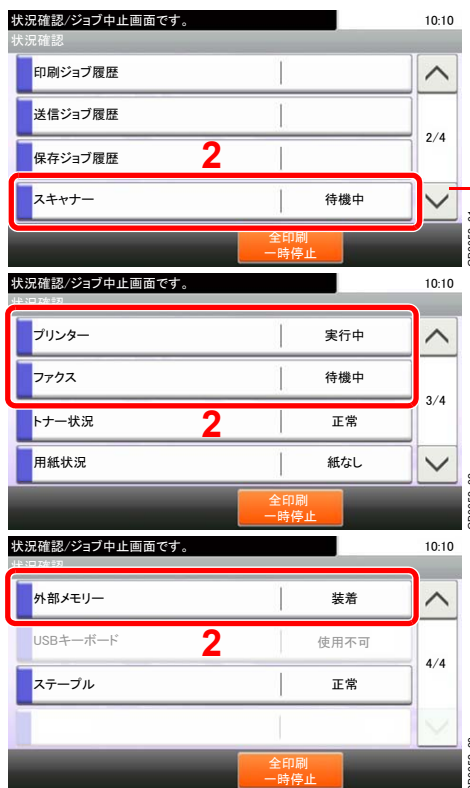 状況確認/ジョブ中止画面です。 10:10
状況確認
印刷ジョブ履歴
送信ジョブ履歴
2/4
保存ジョブ履歴
2
スキャナー 待機中
全印刷
一時停止
状況確認/ジョブ中止画面です。 10:10
状況確認
プリンター 実行中
ファクス 待機中
3/4
トナー状況 正常
2
用紙状況 紙なし
全印刷
一時停止
状況確認/ジョブ中止画面です。 10:10
状況確認
外部メモリー 装着
USBキーボード 使用不可
2
4/4
ステープル 正常
全印刷
一時停止